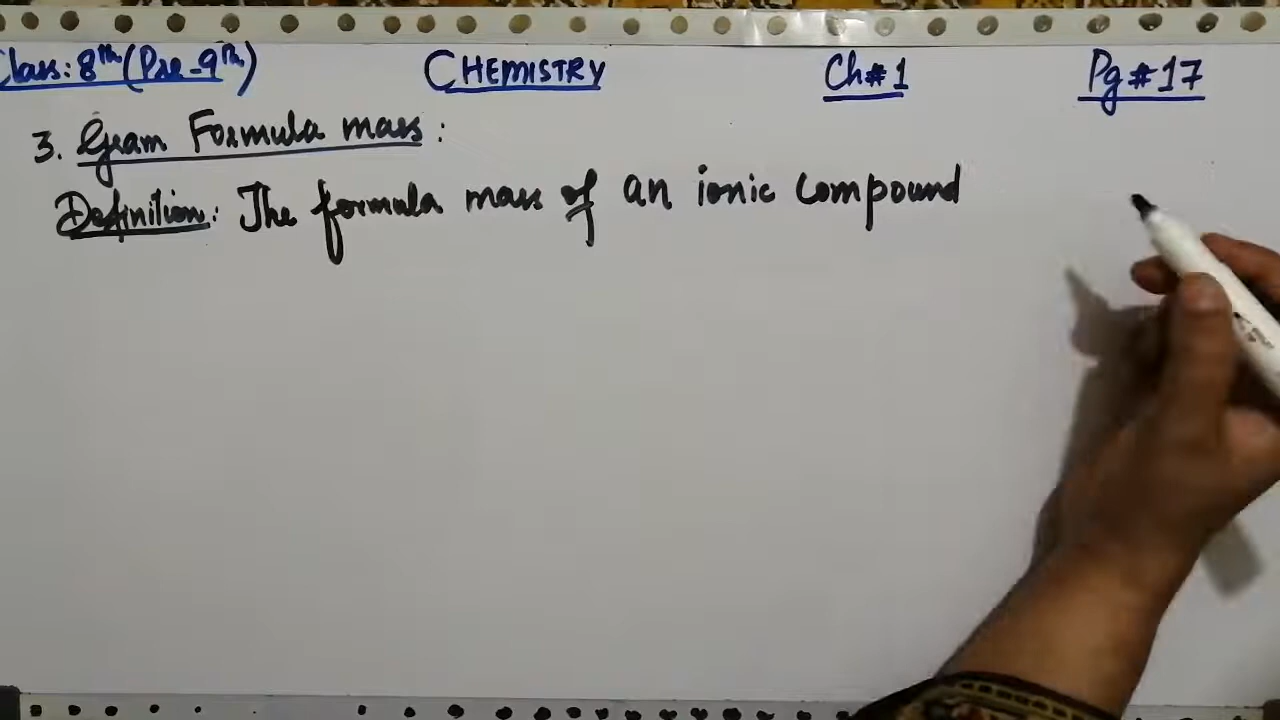 Class: 8th (Pre-9th) CHEMISTRY Ch#1 Pg#17
3. Gram Formula mass:
Definition: The formula mass of an ionic compound